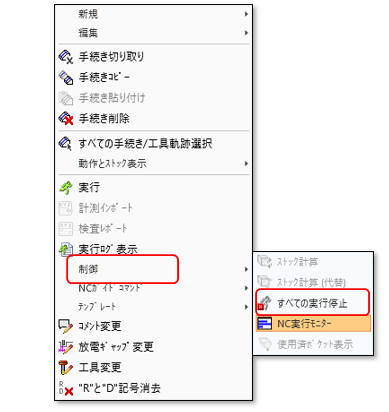 新規
編集
手続き切り取り
手続きｺﾋﾟｰ
手続き貼り付け
手続き削除
すべての手続き/工具軌跡選択
動作とストック表示
実行
計測ｲﾝﾎﾟｰﾄ
検査ﾚﾎﾟｰﾄ
実行ﾛｸﾞ表示
制御
NCｶﾞｲﾄﾞｺﾏﾝﾄﾞ
ﾃﾝﾌﾟﾚｰﾄ
ｺﾒﾝﾄ変更
放電ｷﾞｬｯﾌﾟ変更
工具変更
"R"と"D"記号消去
ｽﾄｯｸ計算
ｽﾄｯｸ計算 (代替)
すべての実行停止
NC実行ﾓﾆﾀｰ
使用済ﾎﾟｹｯﾄ表示